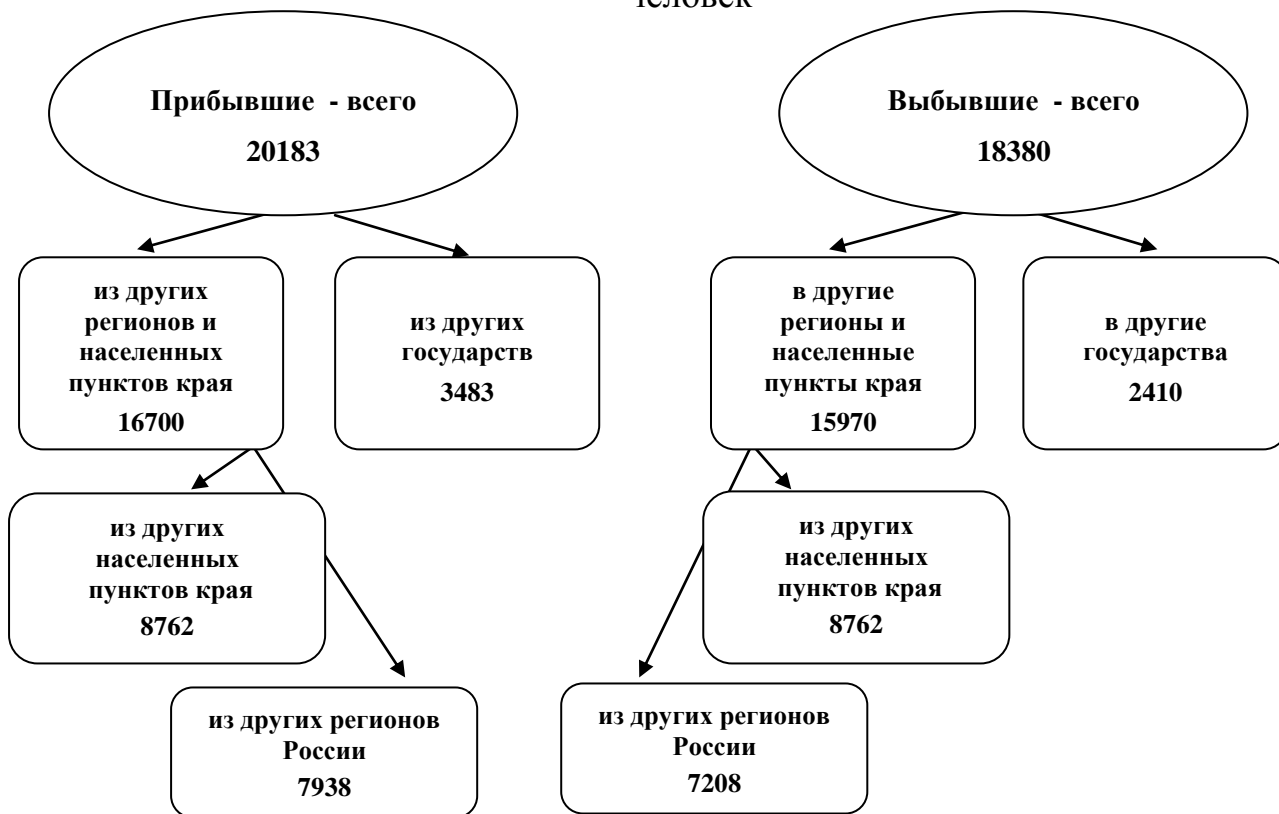 человек
Прибывшие - всего
20183
Выбывшие - всего
18380
из других
регионов и
населенных
пунктов края
16700
из других
государств
3483
в другие
регионы и
населенные
пункты края
15970
в другие
государства
2410
из других
населенных
пунктов края
8762
из других
населенных
пунктов края
8762
из других регионов
России
7938
из других регионов
России
7208